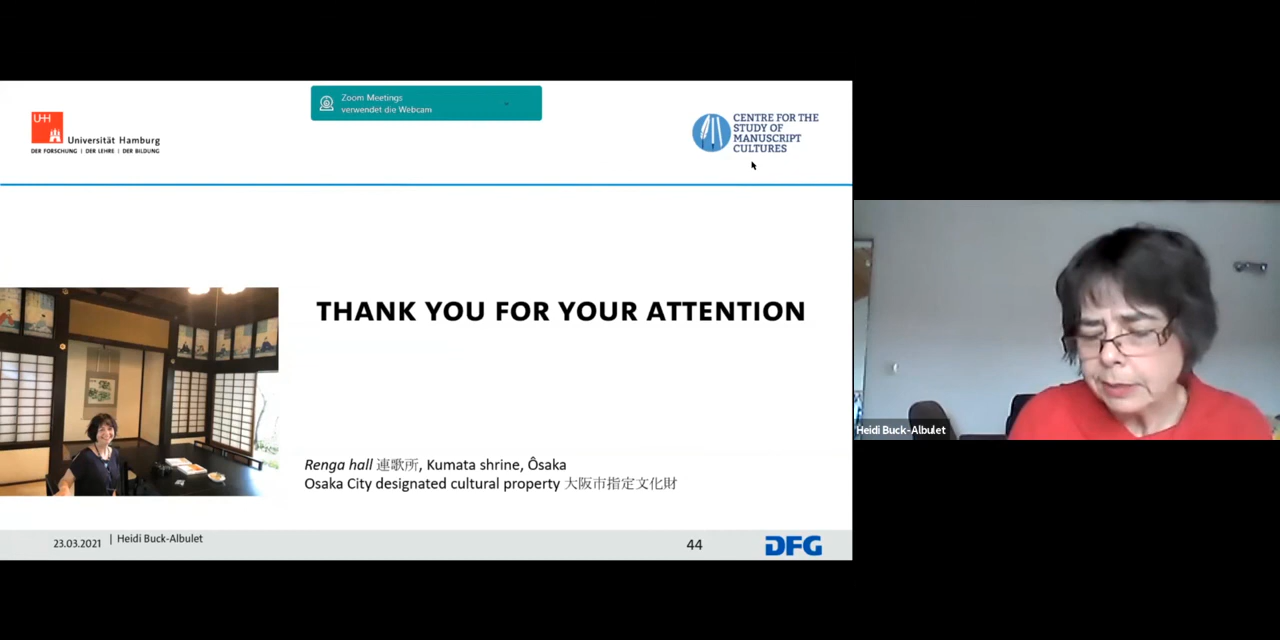 Zoom Meetings
verwendet die Webcam
UH
Universität Hamburg
DER FORSCHUNG | DER LEHRE | DER BILDUNG
CENTRE FOR THE
STUDY OF
MANUSCRIPT
CULTURES
THANK YOU FOR YOUR ATTENTION
Renga hall 連歌所, Kumata shrine, Ôsaka
Osaka City designated cultural property 大阪市指定文化財
23.03.2021 | Heidi Buck-Albulet
44
DFG
Heidi Buck-Albulet